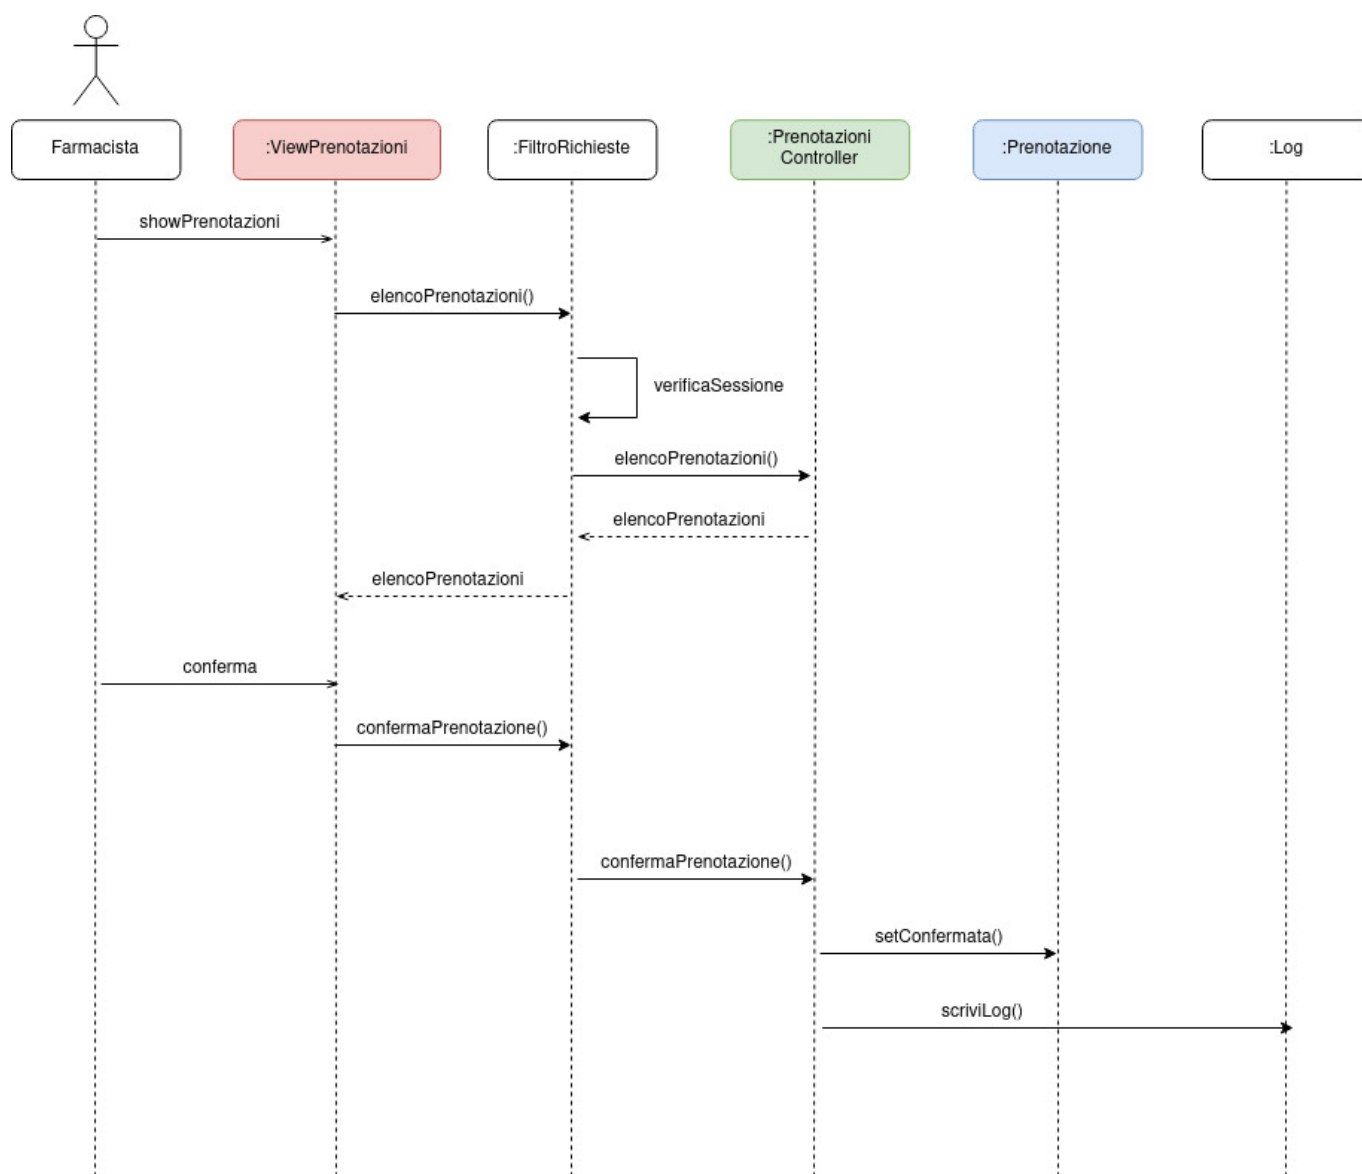 Farmacista
:ViewPrenotazioni
:FiltroRichieste
:Prenotazioni
Controller
:Prenotazione
:Log
showPrenotazioni
elencoPrenotazioni()
verificaSessione
elencoPrenotazioni()
elencoPrenotazioni
elencoPrenotazioni
conferma
confermaPrenotazione()
confermaPrenotazione()
setConfermata()
scriviLog()